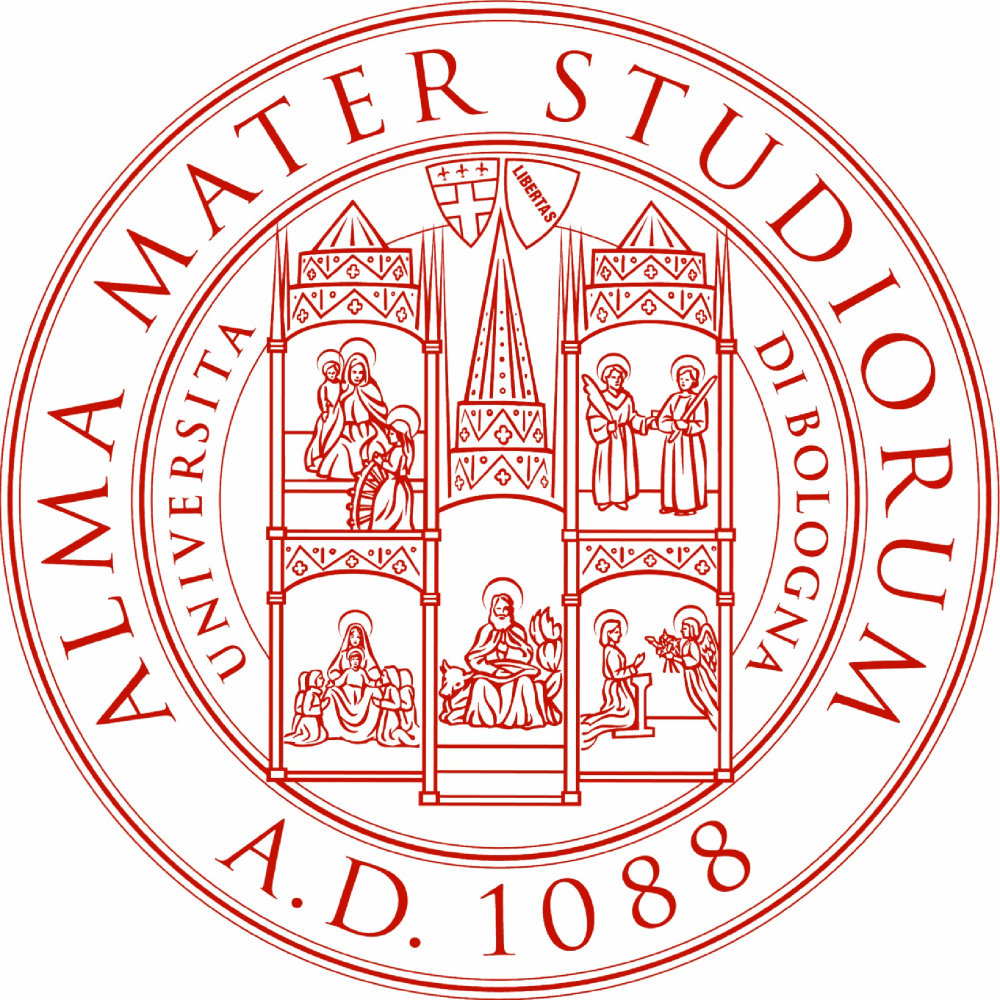 ALMA MATER STUDIORUM
UNIVERSITA DI BOLOGNA
LIBERTAS
A.D. 1088